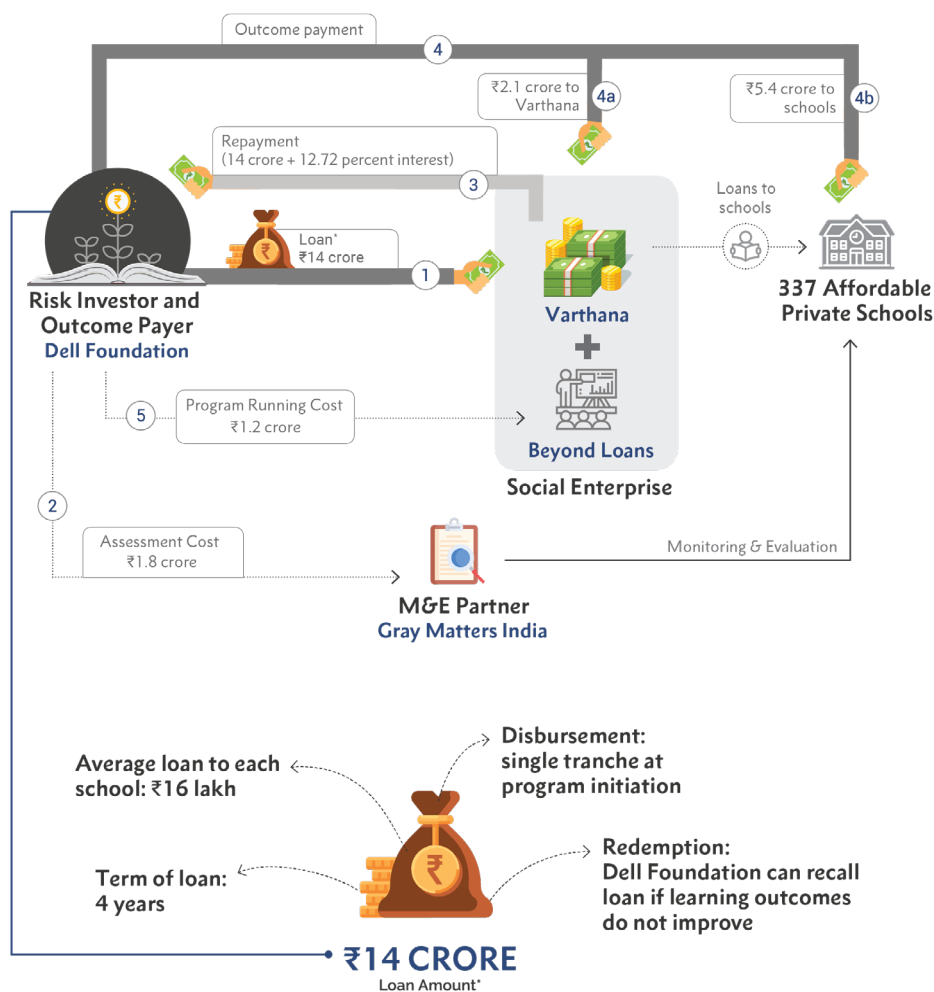 Outcome payment
4
₹2.1 crore to
Varthana
4a
₹5.4 crore to
schools
4b
Repayment
(14 crore + 12.72 percent interest)
3
Loans to
schools
₹
Loan*
₹14 crore
₹
1
Risk Investor and
Outcome Payer
Dell Foundation
Varthana
337 Affordable
Private Schools
5
Program Running Cost
₹1.2 crore
Beyond Loans
Social Enterprise
2
Assessment Cost
₹1.8 crore
Monitoring & Evaluation
M&E Partner
Gray Matters India
Average loan to each
school: ₹16 lakh
Disbursement:
single tranche at
program initiation
Term of loan:
4 years
₹
Redemption:
Dell Foundation can recall
loan if learning outcomes
do not improve
₹14 CRORE
Loan Amount*